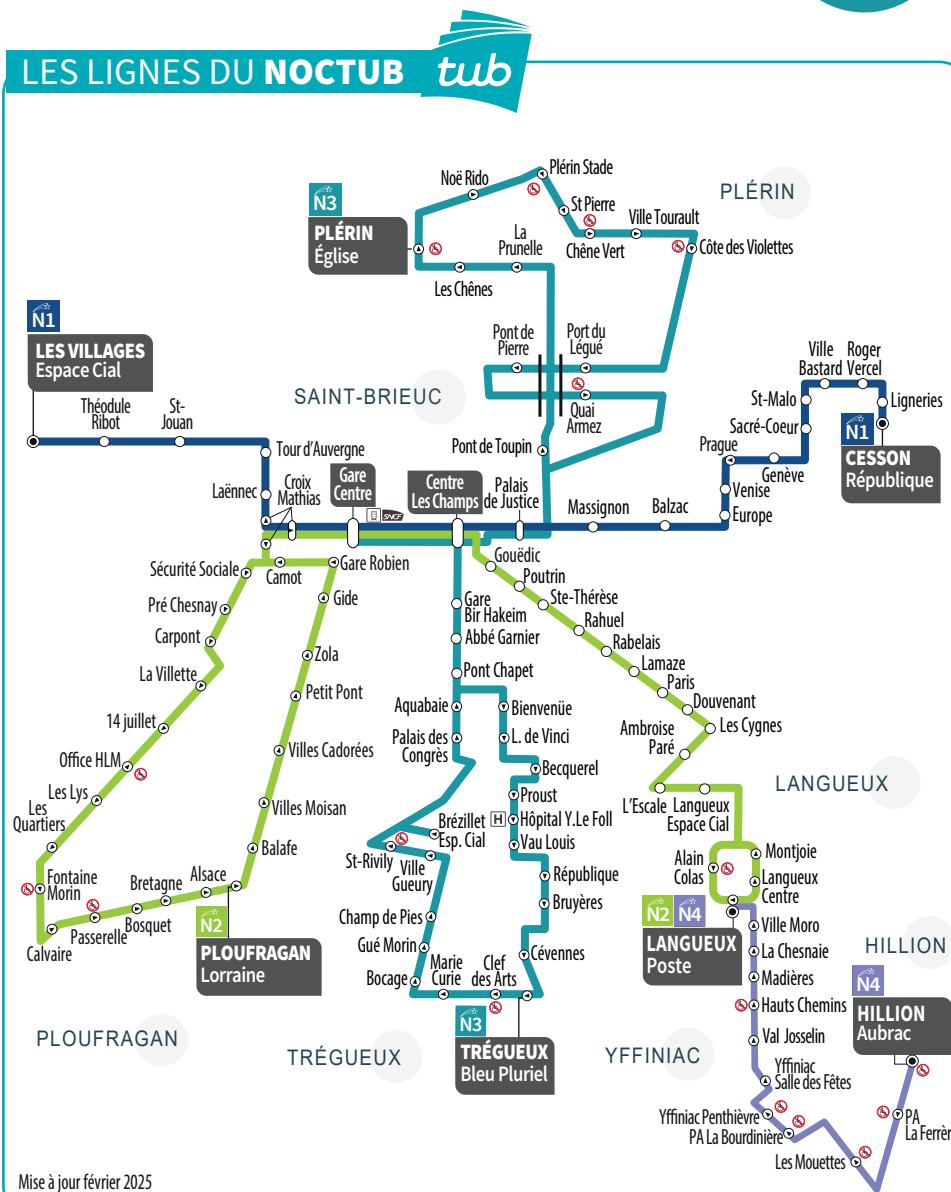 LES LIGNES DU NOCTUB
tub
PLÉRIN
N3
PLÉRIN
Église
Noë Rido
Plérin Stade
St Pierre
Chêne Vert
Ville Tourault
Côte des Violettes
La
Prunelle
Les Chênes
Pont de
Pierre
Port du
Légué
Quai
Armez
Pont de Toupin
SAINT-BRIEUC
N1
LES VILLAGES
Espace Cial
Théodule
Ribot
St-
Jouan
Tour d'Auvergne
Laënnec
Croix
Mathias
Gare
Centre
SNCF
Centre
Les Champs
Palais
de Justice
Massignon
Balzac
Europe
Venise
Prague
Genève
Sacré-Coeur
St-Malo
Ville
Bastard
Roger
Vercel
Ligneries
N1
CESSON
République
Sécurité Sociale
Carnot
Gare Robien
Pré Chesnay
Carpont
La Villette
14 juillet
Office HLM
Les Lys
Les
Quartiers
Fontaine
Morin
Calvaire
Passerelle
Bosquet
Bretagne
Alsace
N2
PLOUFRAGAN
Lorraine
Balafe
Villes Moisan
Villes Cadorées
Petit Pont
Zola
Gide
PLOUFRAGAN
Gare
Bir Hakeim
Abbé Garnier
Pont Chapet
Aquabaie
Palais des
Congrès
Brézillet
Esp. Cial
St-Rivily
Ville
Gueury
Champ de Pies
Gué Morin
Bocage
Marie
Curie
Clef
des Arts
N3
TRÉGUEUX
Bleu Pluriel
TRÉGUEUX
Bienvenüe
L. de Vinci
Becquerel
Proust
H
Hôpital Y.Le Foll
Vau Louis
République
Bruyères
Cévennes
Gouëdic
Poutrin
Ste-Thérèse
Rahuel
Rabelais
Lamaze
Paris
Douvenant
Les Cygnes
Ambroise
Paré
L'Escale
Langueux
Espace Cial
LANGUEUX
Alain
Colas
Montjoie
Langueux
Centre
N2
N4
LANGUEUX
Poste
Ville Moro
La Chesnaie
Madières
Hauts Chemins
Val Josselin
YFFINIAC
Yffiniac
Salle des Fêtes
Yffiniac Penthièvre
PA La Bourdinière
Les Mouettes
PA
La Ferrèr
HILLION
N4
HILLION
Aubrac
Mise à jour février 2025